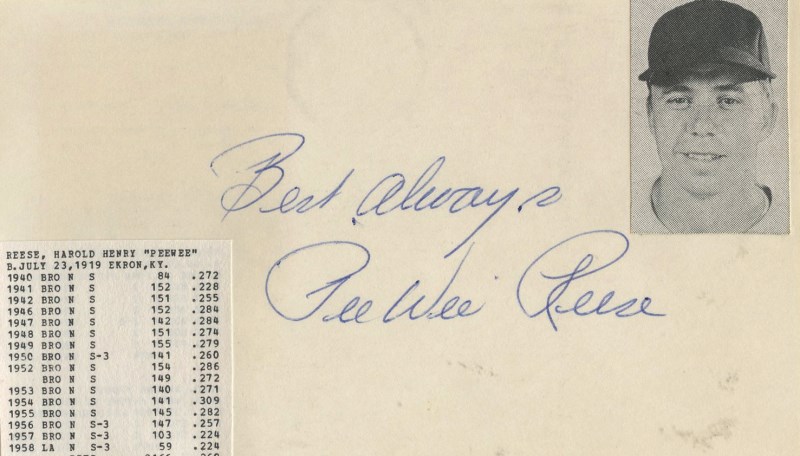 Best Always
PeeWee Reese
REESE, HAROLD HENRY "PEEWEE"
B.JULY 23,1919 EKRON,KY.
1940 BRO N S 84 .272
1941 BRO N S 152 .228
1942 BRO N S 151 .255
1946 BRO N S 152 .284
1947 BRO N S 142 .284
1948 BRO N S 151 .274
1949 BRO N S 155 .279
1950 BRO N S-3 141 .260
1952 BRO N S 154 .286
BRO N S 149 .272
1953 BRO N S 140 .271
1954 BRO N S 141 .309
1955 BRO N S 145 .282
1956 BRO N S-3 147 .257
1957 BRO N S-3 103 .224
1958 LA N S-3 59 .224